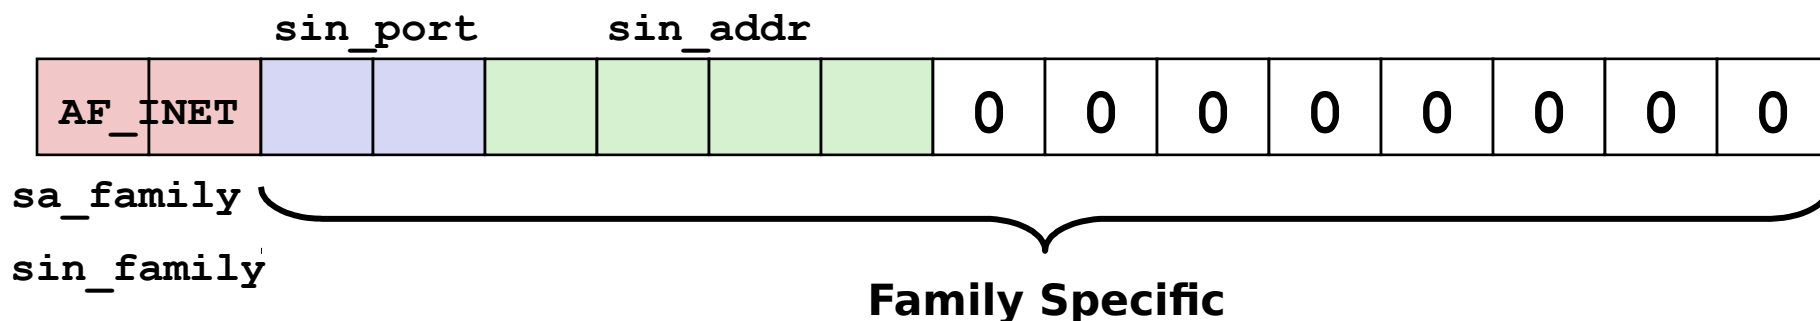 sin_port sin_addr
AF_INET 0 0 0 0 0 0 0 0
sa_family
sin_family
Family Specific